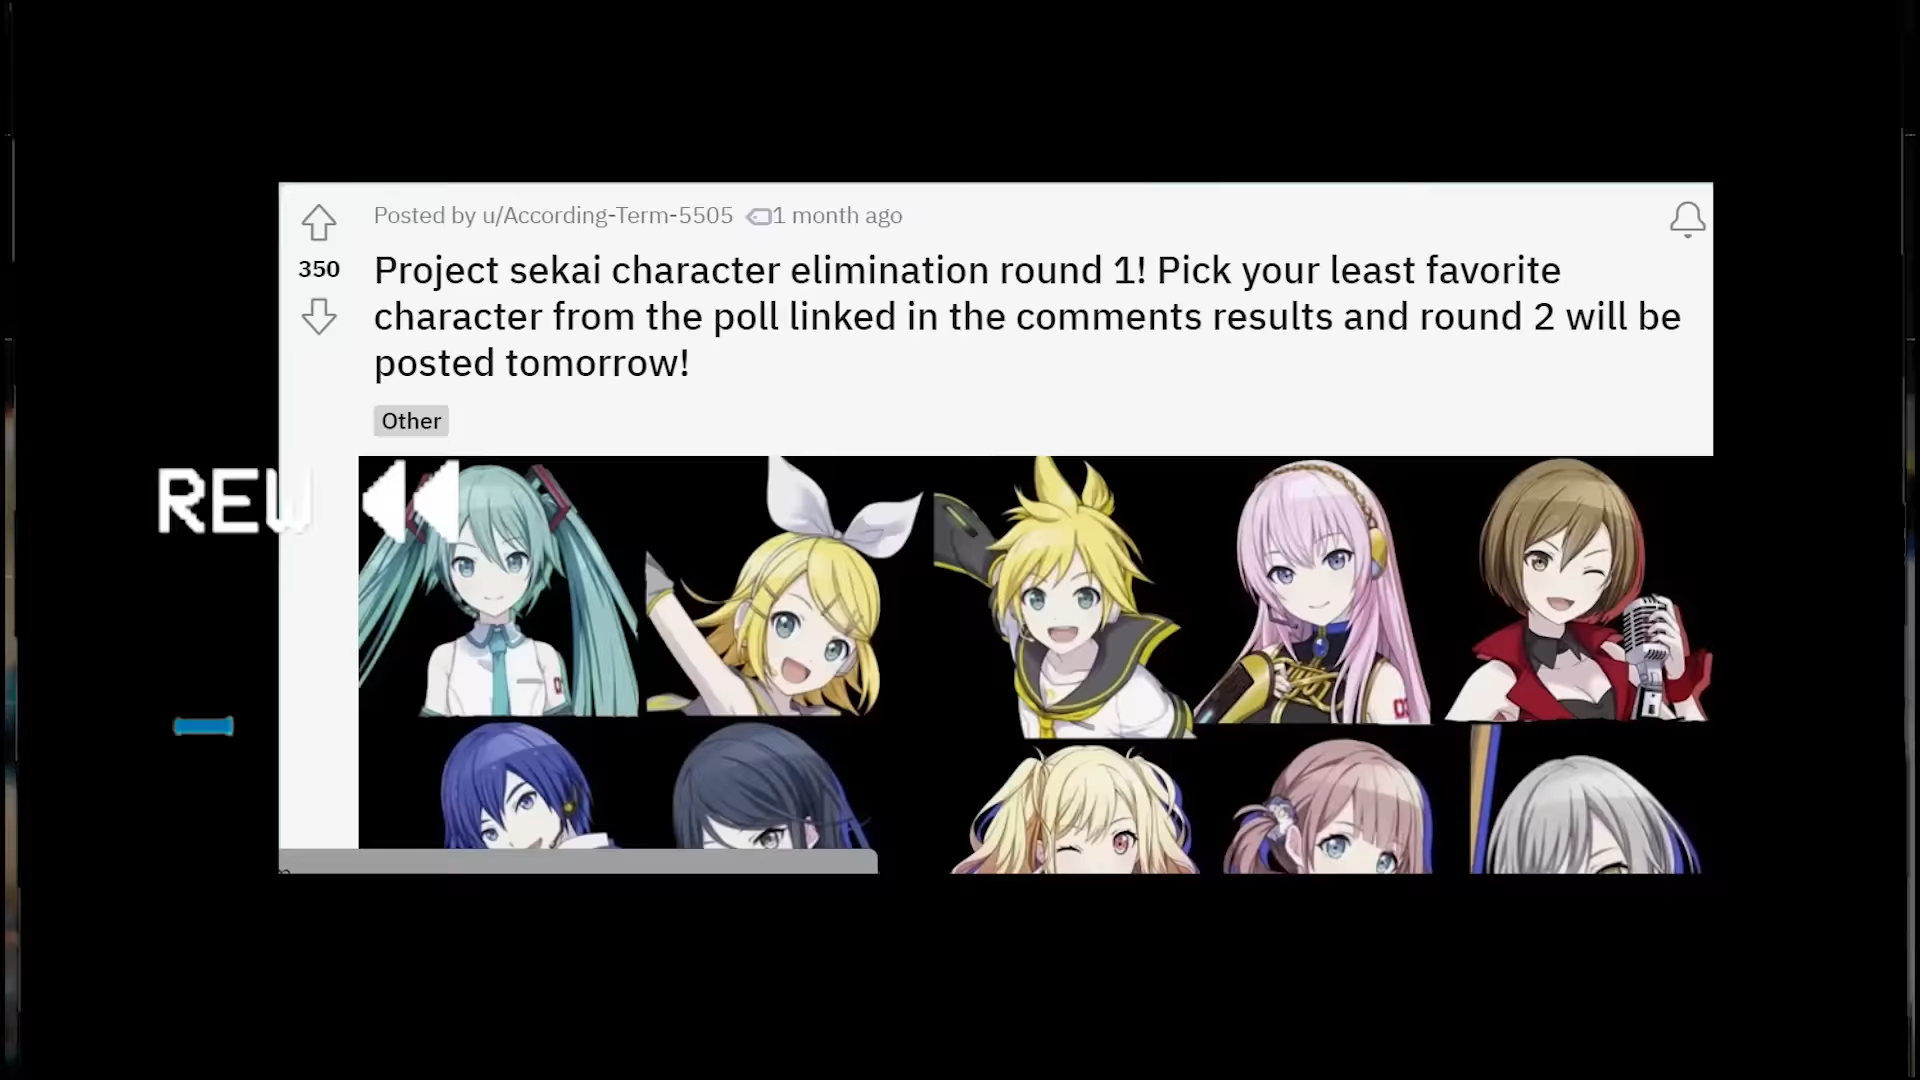 Posted by u/According-Term-5505 1 month ago
350
Project sekai character elimination round 1! Pick your least favorite
character from the poll linked in the comments results and round 2 will be
posted tomorrow!
Other
REW